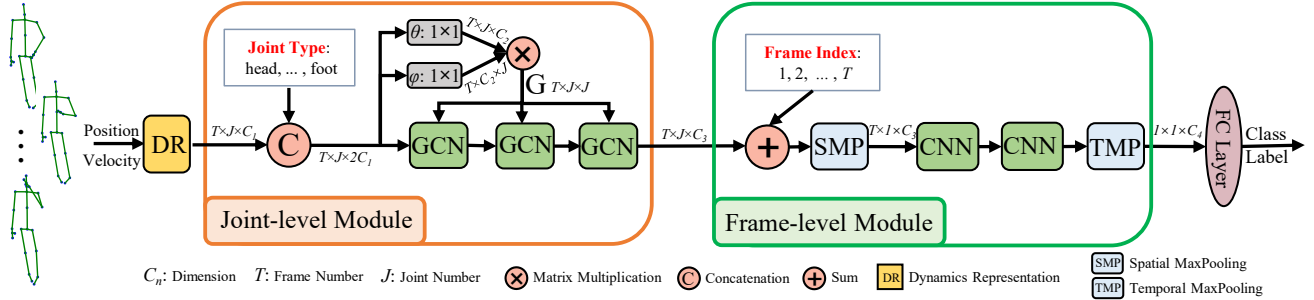 Position
Velocity
DR
T×J×C₁
Joint Type:
head, ... , foot
C
T×J×2C₁
θ: 1×1
φ: 1×1
T×J×C₂
T×C₂×J
×
G T×J×J
GCN
GCN
GCN
Joint-level Module
T×J×C₃
Frame Index:
1, 2, ... , T
+
SMP
T×1×C₃
CNN
CNN
TMP
1×1×C₄
Frame-level Module
FC Layer
Class
Label
Cₙ: Dimension
T: Frame Number
J: Joint Number
× Matrix Multiplication
C Concatenation
+ Sum
DR Dynamics Representation
SMP Spatial MaxPooling
TMP Temporal MaxPooling